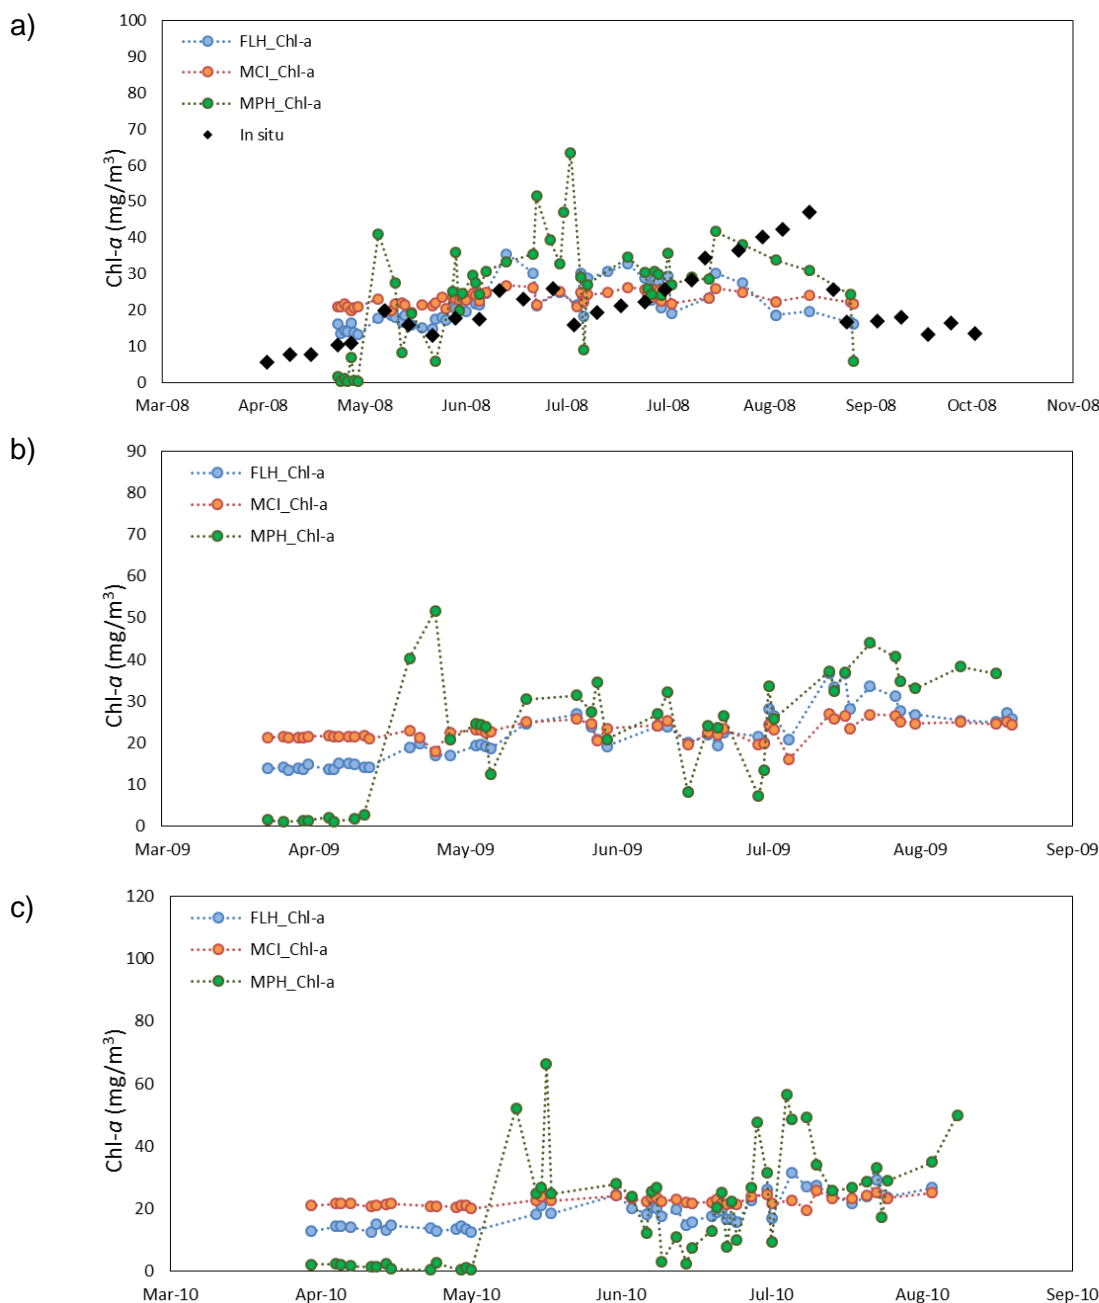 a)
Chl-a (mg/m³)
100
90
80
70
60
50
40
30
20
10
0
FLH_Chl-a
MCI_Chl-a
MPH_Chl-a
In situ
Mar-08 Apr-08 May-08 Jun-08 Jul-08 Jul-08 Aug-08 Sep-08 Oct-08 Nov-08
b)
Chl-a (mg/m³)
90
80
70
60
50
40
30
20
10
0
FLH_Chl-a
MCI_Chl-a
MPH_Chl-a
Mar-09 Apr-09 May-09 Jun-09 Jul-09 Aug-09 Sep-09
c)
Chl-a (mg/m³)
120
100
80
60
40
20
0
FLH_Chl-a
MCI_Chl-a
MPH_Chl-a
Mar-10 Apr-10 May-10 Jun-10 Jul-10 Aug-10 Sep-10